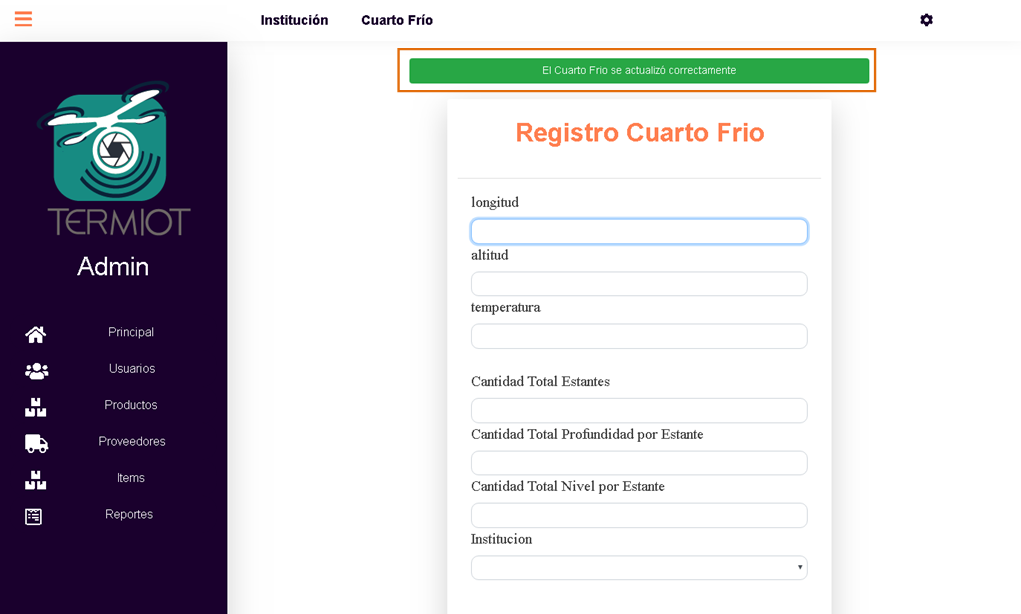 Institución Cuarto Frío
El Cuarto Frio se actualizó correctamente
TERMIOT
Admin
Principal
Usuarios
Productos
Proveedores
Items
Reportes
Registro Cuarto Frio
longitud
altitud
temperatura
Cantidad Total Estantes
Cantidad Total Profundidad por Estante
Cantidad Total Nivel por Estante
Institucion